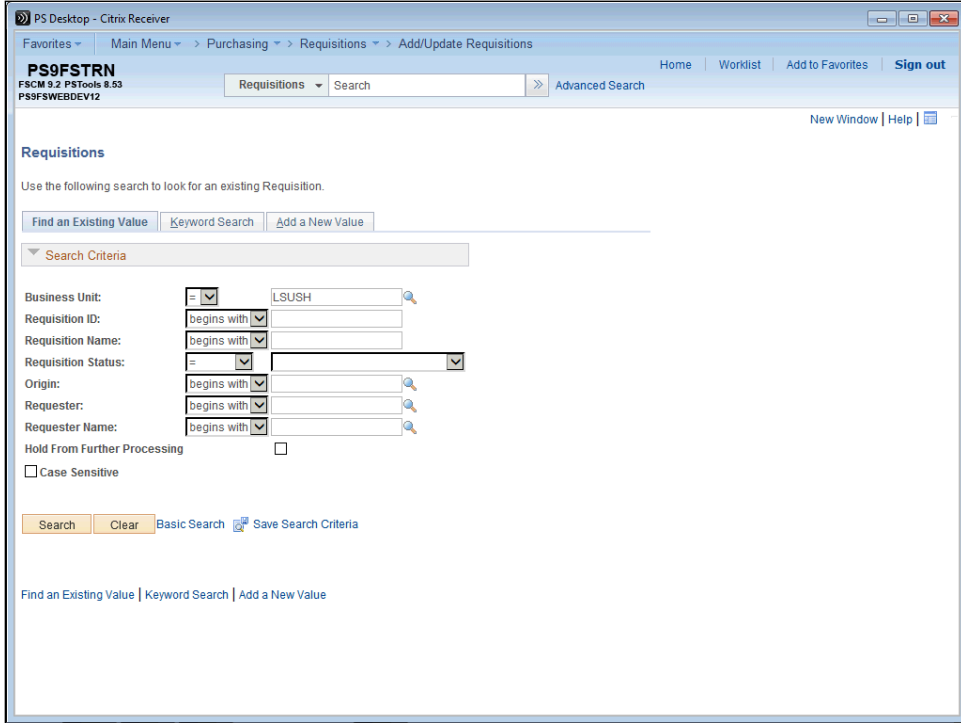 PS Desktop - Citrix Receiver
Favorites Main Menu > Purchasing > Requisitions > Add/Update Requisitions
PS9FSTRN
FSCM 9.2 PSTools 8.53
PS9FSWEBDEV12
Requisitions Search >> Advanced Search
Home Worklist Add to Favorites Sign out
New Window | Help |
Requisitions
Use the following search to look for an existing Requisition.
Find an Existing Value Keyword Search Add a New Value
Search Criteria
Business Unit: = LSUSH
Requisition ID: begins with
Requisition Name: begins with
Requisition Status: =
Origin: begins with
Requester: begins with
Requester Name: begins with
Hold From Further Processing
Case Sensitive
Search Clear Basic Search Save Search Criteria
Find an Existing Value | Keyword Search | Add a New Value